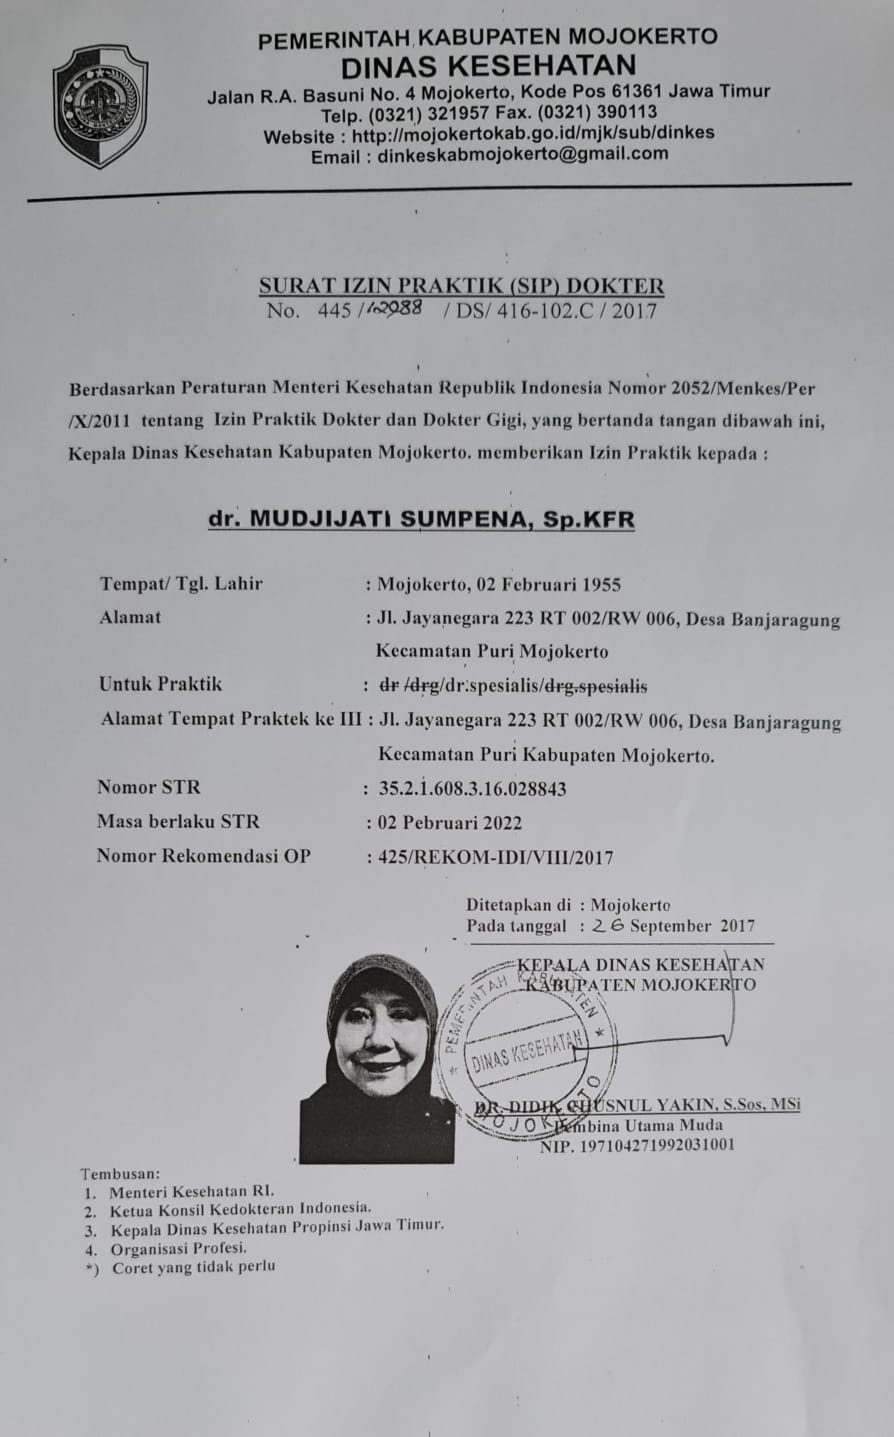 PEMERINTAH KABUPATEN MOJOKERTO
DINAS KESEHATAN
Jalan R.A. Basuni No. 4 Mojokerto, Kode Pos 61361 Jawa Timur
Telp. (0321) 321957 Fax. (0321) 390113
Website : http://mojokertokab.go.id/mjk/sub/dinkes
Email : dinkeskabmojokerto@gmail.com
SURAT IZIN PRAKTIK (SIP) DOKTER
No. 445 / / DS/ 416-102.C / 2017
Berdasarkan Peraturan Menteri Kesehatan Republik Indonesia Nomor 2052/Menkes/Per
/X/2011 tentang Izin Praktik Dokter dan Dokter Gigi, yang bertanda tangan dibawah ini,
Kepala Dinas Kesehatan Kabupaten Mojokerto. memberikan Izin Praktik kepada :
dr. MUDJIJATI SUMPENA, Sp.KFR
Tempat/ Tgl. Lahir : Mojokerto, 02 Februari 1955
Alamat : Jl. Jayanegara 223 RT 002/RW 006, Desa Banjaragung
Kecamatan Puri Mojokerto
Untuk Praktik : dr /drg/dr.spesialis/drg.spesialis
Alamat Tempat Praktek ke III : Jl. Jayanegara 223 RT 002/RW 006, Desa Banjaragung
Kecamatan Puri Kabupaten Mojokerto.
Nomor STR : 35.2.1.608.3.16.028843
Masa berlaku STR : 02 Pebruari 2022
Nomor Rekomendasi OP : 425/REKOM-IDI/VIII/2017
Ditetapkan di : Mojokerto
Pada tanggal : 26 September 2017
KEPALA DINAS KESEHATAN
KABUPATEN MOJOKERTO
PEMERINTAH KABUPATEN
DINAS KESEHATAN
MOJOKERTO
DR. DIDIK CHUSNUL YAKIN, S.Sos, MSi
Pembina Utama Muda
NIP. 197104271992031001
Tembusan:
1. Menteri Kesehatan RI.
2. Ketua Konsil Kedokteran Indonesia.
3. Kepala Dinas Kesehatan Propinsi Jawa Timur.
4. Organisasi Profesi.
*) Coret yang tidak perlu